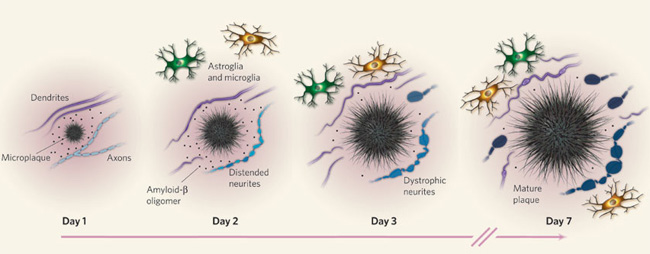 Astroglia
and microglia
Dendrites
Microplaque
Axons
Amyloid-β
oligomer
Distended
neurites
Dystrophic
neurites
Mature
plaque
Day 1
Day 2
Day 3
Day 7